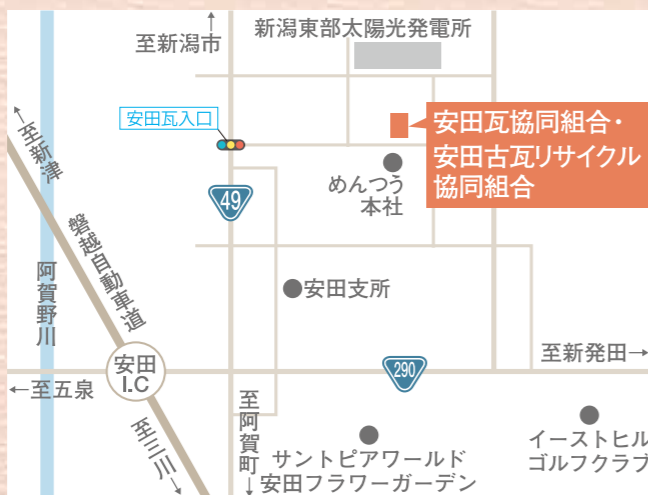 至新潟市
新潟東部太陽光発電所
安田瓦入口
安田瓦協同組合・
安田古瓦リサイクル
協同組合
至新津
めんつう
本社
49
磐越自動車道
阿賀野川
安田支所
安田
I.C
290
至新発田→
←至五泉
至三川
至阿賀町
サントピアワールド
安田フラワーガーデン
イーストヒル
ゴルフクラブ